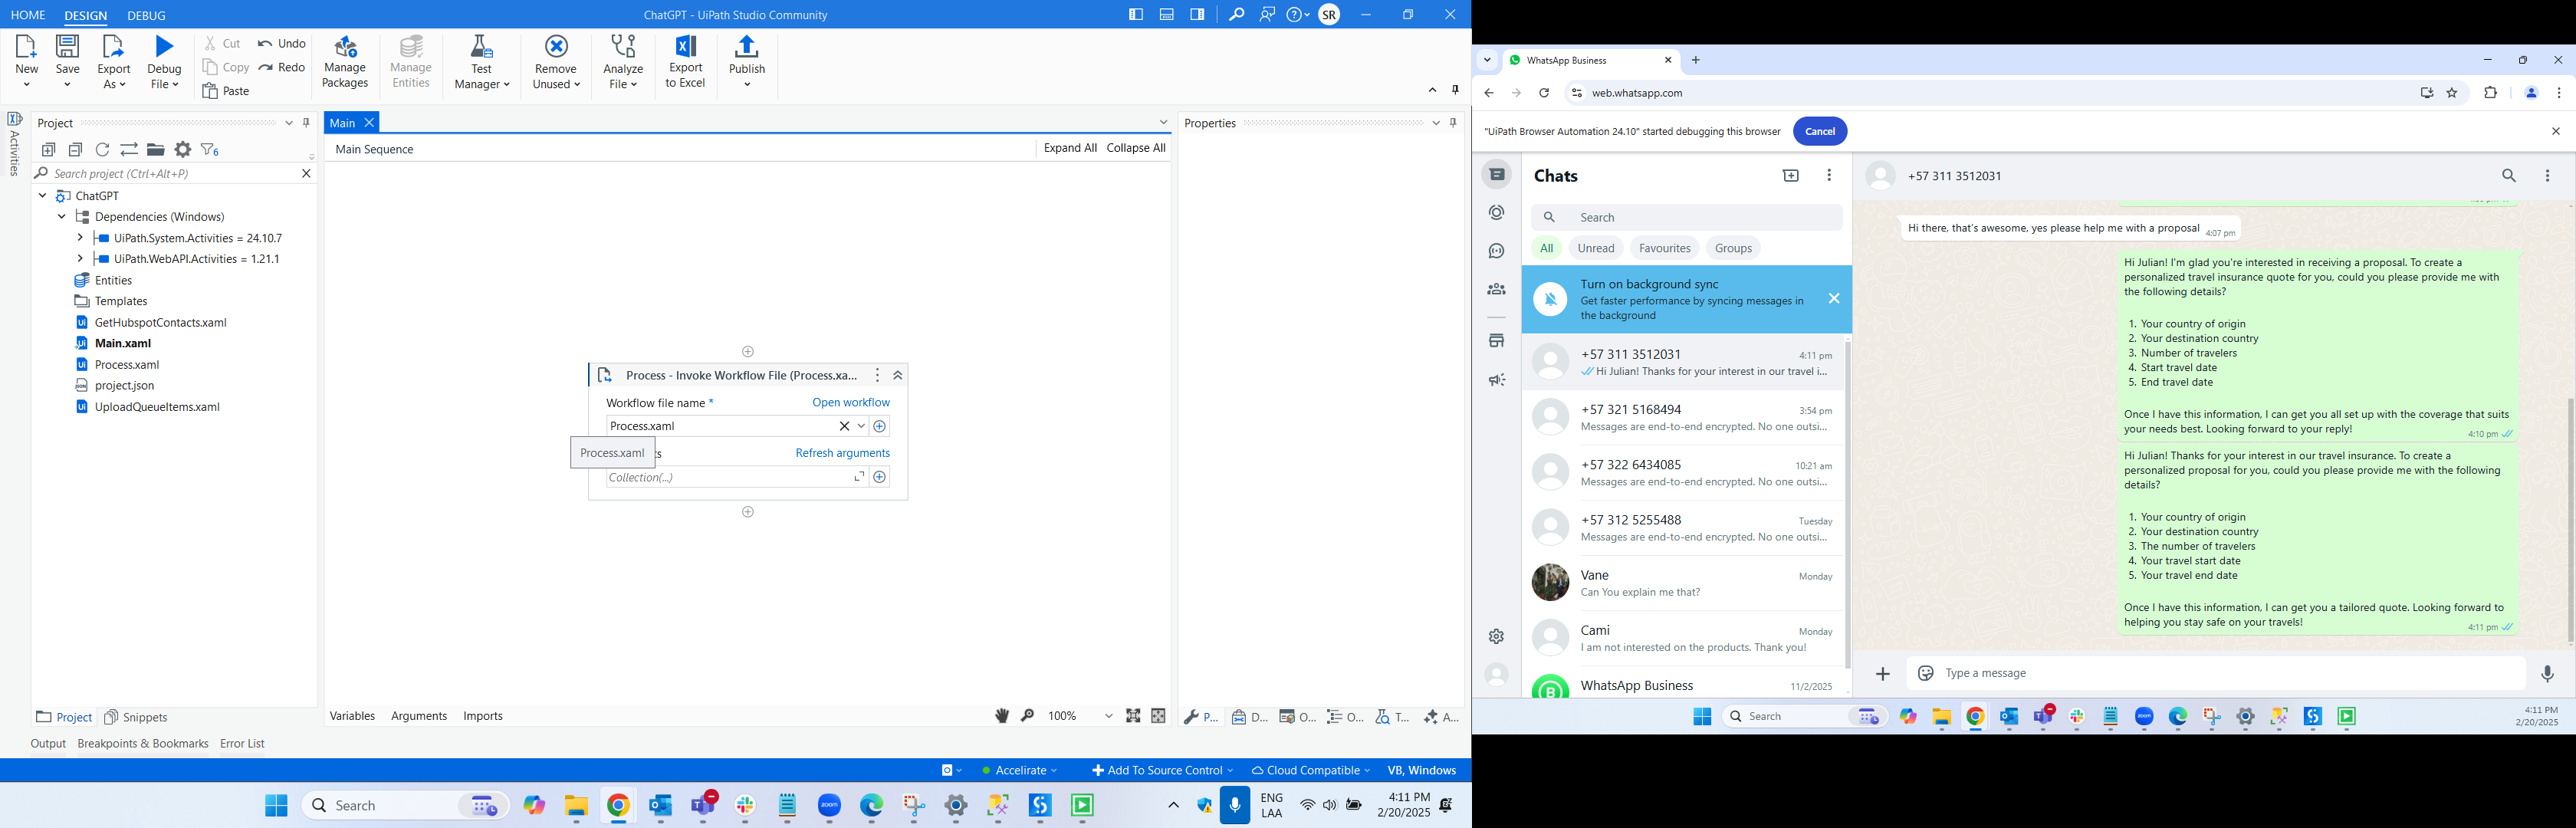 HOME DESIGN DEBUG
ChatGPT - UiPath Studio Community
SR
New
Save
Export As
Debug File
Cut
Copy
Paste
Undo
Redo
Manage Packages
Manage Entities
Test Manager
Remove Unused
Analyze File
Export to Excel
Publish
Activities
Project
6
Search project (Ctrl+Alt+P)
ChatGPT
Dependencies (Windows)
UiPath.System.Activities = 24.10.7
UiPath.WebAPI.Activities = 1.21.1
Entities
Templates
GetHubspotContacts.xaml
Main.xaml
Process.xaml
project.json
UploadQueueItems.xaml
Project Snippets
Output Breakpoints & Bookmarks Error List
Main
Main Sequence
Expand All Collapse All
Process - Invoke Workflow File (Process.xa...
Workflow file name * Open workflow
Process.xaml
Process.xaml
ts Refresh arguments
Collection(...)
Variables Arguments Imports
100%
Properties
P... D... O... O... T... A...
Accelirate Add To Source Control Cloud Compatible VB, Windows
Search
ENG
LAA
4:11 PM
2/20/2025
WhatsApp Business
web.whatsapp.com
"UiPath Browser Automation 24.10" started debugging this browser Cancel
Chats
Search
All Unread Favourites Groups
Turn on background sync
Get faster performance by syncing messages in
the background
+57 311 3512031 4:11 pm
Hi Julian! Thanks for your interest in our travel i...
+57 321 5168494 3:54 pm
Messages are end-to-end encrypted. No one outsi...
+57 322 6434085 10:21 am
Messages are end-to-end encrypted. No one outsi...
+57 312 5255488 Tuesday
Messages are end-to-end encrypted. No one outsi...
Vane Monday
Can You explain me that?
Cami Monday
I am not interested on the products. Thank you!
WhatsApp Business 11/2/2025
+57 311 3512031
Hi there, that's awesome, yes please help me with a proposal 4:07 pm
Hi Julian! I'm glad you're interested in receiving a proposal. To create a
personalized travel insurance quote for you, could you please provide me with
the following details?
1. Your country of origin
2. Your destination country
3. Number of travelers
4. Start travel date
5. End travel date
Once I have this information, I can get you all set up with the coverage that suits
your needs best. Looking forward to your reply! 4:10 pm
Hi Julian! Thanks for your interest in our travel insurance. To create a
personalized proposal for you, could you please provide me with the following
details?
1. Your country of origin
2. Your destination country
3. The number of travelers
4. Your travel start date
5. Your travel end date
Once I have this information, I can get you a tailored quote. Looking forward to
helping you stay safe on your travels! 4:11 pm
Type a message
Search
4:11 PM
2/20/2025